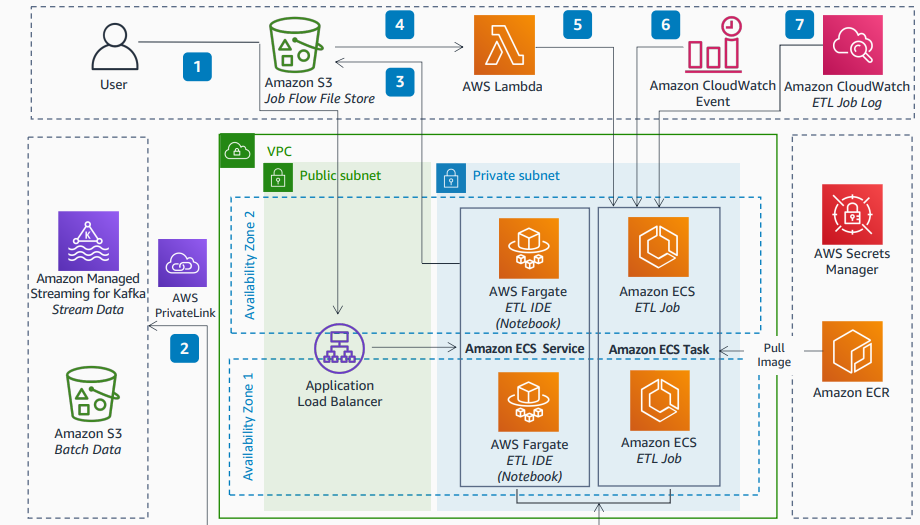 1
4
3
5
6
7
User
Amazon S3
Job Flow File Store
AWS Lambda
Amazon CloudWatch
Event
Amazon CloudWatch
ETL Job Log
VPC
Public subnet
Private subnet
Availability Zone 2
Amazon Managed
Streaming for Kafka
Stream Data
K
AWS
PrivateLink
2
Amazon S3
Batch Data
AWS Fargate
ETL IDE
(Notebook)
Amazon ECS
ETL Job
Amazon ECS Service
Amazon ECS Task
Application
Load Balancer
Availability Zone 1
AWS Fargate
ETL IDE
(Notebook)
Amazon ECS
ETL Job
Pull
Image
AWS Secrets
Manager
Amazon ECR